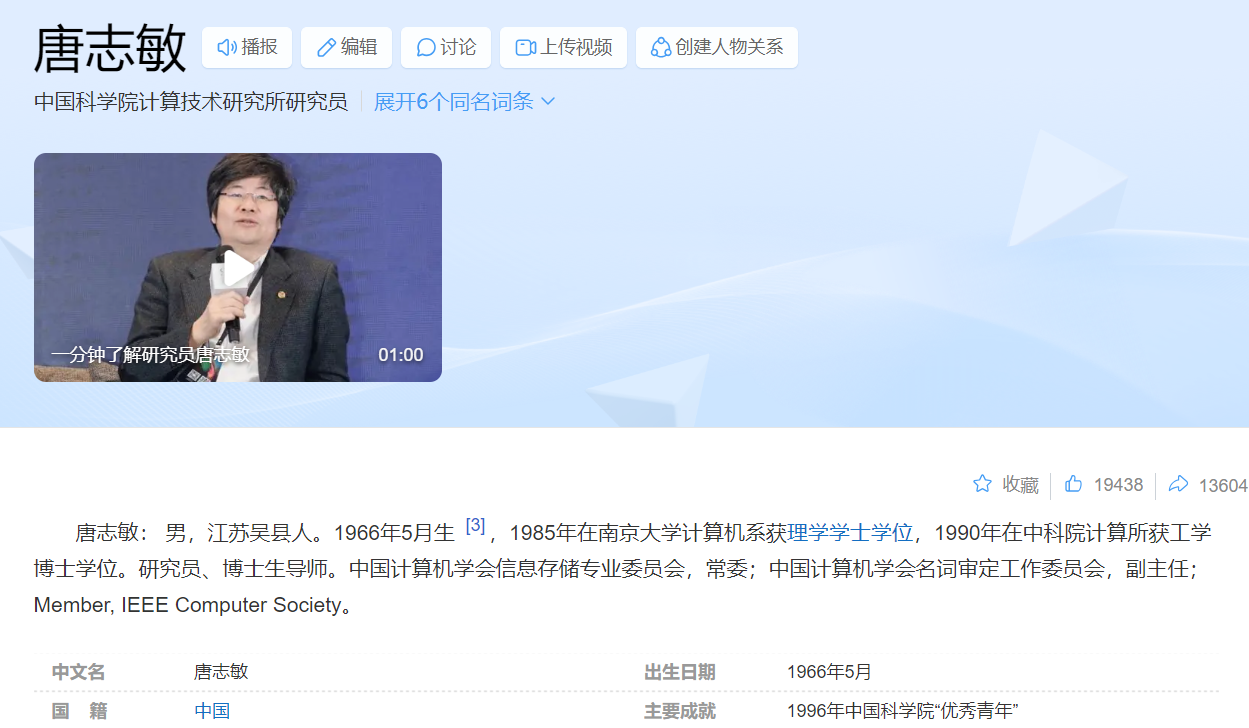 唐志敏 播报 编辑 讨论 上传视频 创建人物关系
中国科学院计算技术研究所研究员 展开6个同名词条
一分钟了解研究员唐志敏 01:00
收藏 19438 13604
唐志敏： 男，江苏吴县人。1966年5月生 [3] ，1985年在南京大学计算机系获理学学士学位，1990年在中科院计算所获工学
博士学位。研究员、博士生导师。中国计算机学会信息存储专业委员会，常委；中国计算机学会名词审定工作委员会，副主任；
Member, IEEE Computer Society。
中文名 唐志敏 出生日期 1966年5月
国 籍 中国 主要成就 1996年中国科学院“优秀青年”